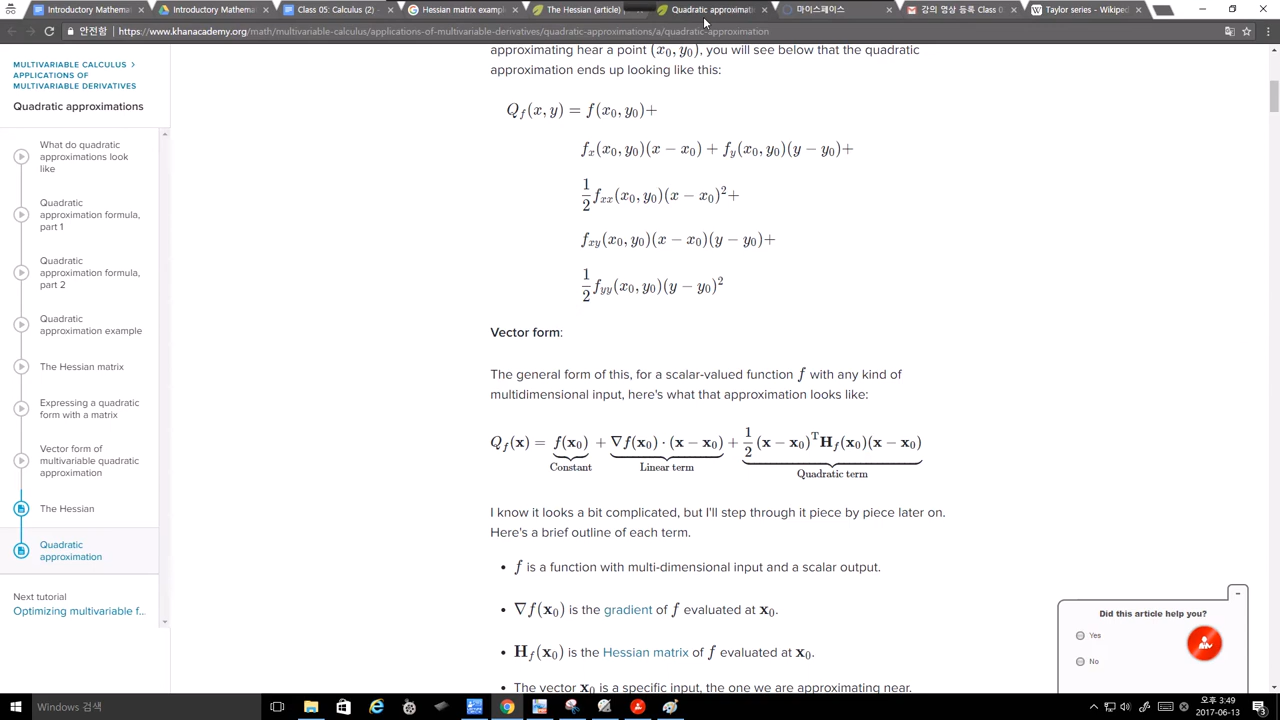 Introductory Mathema
Introductory Mathema
Class 05: Calculus (2) -
Hessian matrix exampl
The Hessian (article) |
Quadratic approximati
마이스페이스
강의 영상 등록 Class 0
Taylor series - Wikiped
안전함 https://www.khanacademy.org/math/multivariable-calculus/applications-of-multivariable-derivatives/quadratic-approximations/a/quadratic-approximation
MULTIVARIABLE CALCULUS >
APPLICATIONS OF
MULTIVARIABLE DERIVATIVES
Quadratic approximations
What do quadratic
approximations look
like
Quadratic
approximation formula,
part 1
Quadratic
approximation formula,
part 2
Quadratic
approximation example
The Hessian matrix
Expressing a quadratic
form with a matrix
Vector form of
multivariable quadratic
approximation
The Hessian
Quadratic
approximation
Next tutorial
Optimizing multivariable f...
approximating hear a point (x₀, y₀), you will see below that the quadratic
approximation ends up looking like this:
Q_f(x, y) = f(x₀, y₀)+
f_x(x₀, y₀)(x − x₀) + f_y(x₀, y₀)(y − y₀)+
1/2 f_xx(x₀, y₀)(x − x₀)²+
f_xy(x₀, y₀)(x − x₀)(y − y₀)+
1/2 f_yy(x₀, y₀)(y − y₀)²
Vector form:
The general form of this, for a scalar-valued function f with any kind of
multidimensional input, here's what that approximation looks like:
Q_f(x) = f(x₀) + ∇f(x₀) · (x − x₀) + 1/2 (x − x₀)ᵀH_f(x₀)(x − x₀)
Constant Linear term Quadratic term
I know it looks a bit complicated, but I'll step through it piece by piece later on.
Here's a brief outline of each term.
• f is a function with multi-dimensional input and a scalar output.
• ∇f(x₀) is the gradient of f evaluated at x₀.
• H_f(x₀) is the Hessian matrix of f evaluated at x₀.
• The vector x₀ is a specific input, the one we are approximating near.
Did this article help you?
Yes
No
Windows 검색
오후 3:49
2017-06-13
3